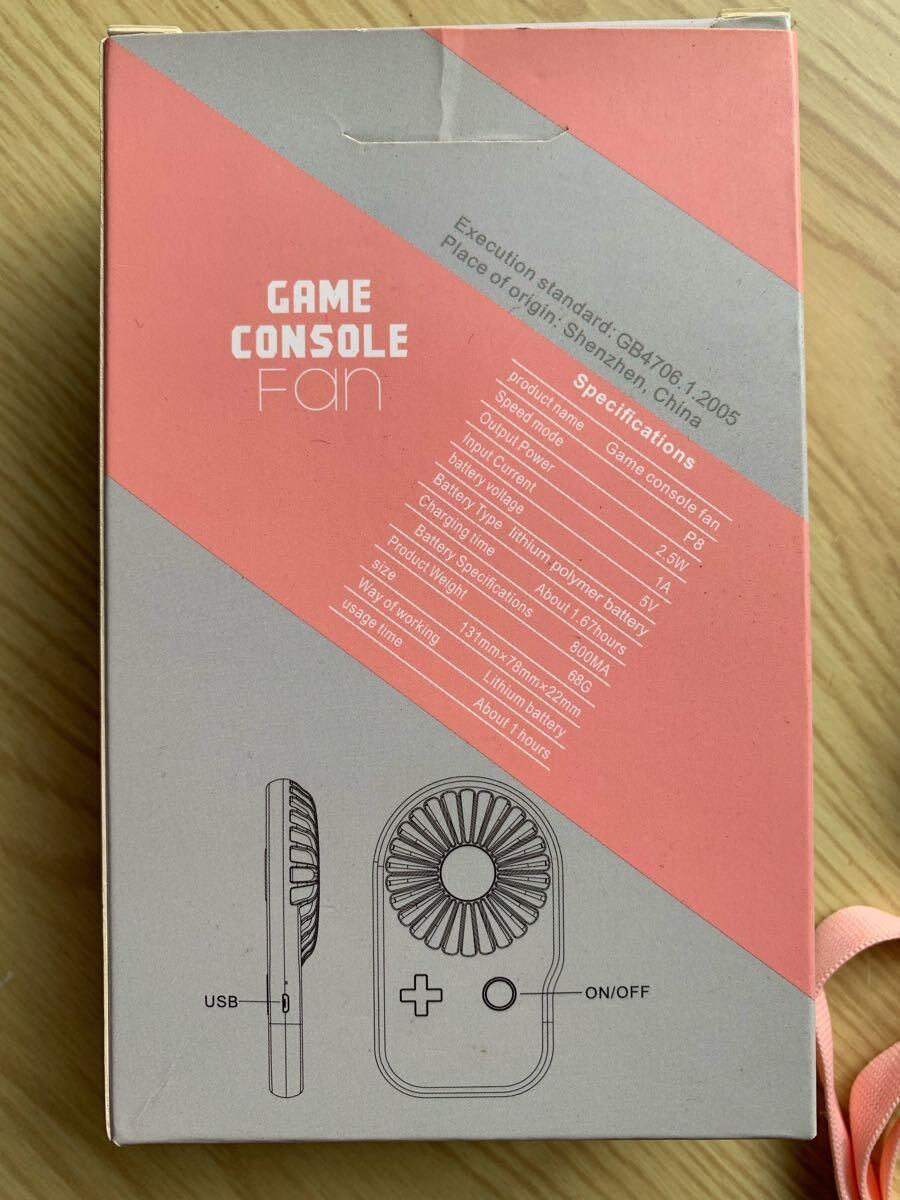 GAME
CONSOLE
Fan
Execution standard: GB4706.1.2005
Place of origin: Shenzhen, China
Specifications
product name Game console fan
Speed mode P8
Output Power 2.5W
Input Current 1A
battery voltage 5V
Battery Type lithium polymer battery
Charging time About 1.67hours
Battery Specifications 800MA
Product Weight 68G
size 131mm×78mm×22mm
Way of working Lithium battery
usage time About 1 hours
USB
ON/OFF